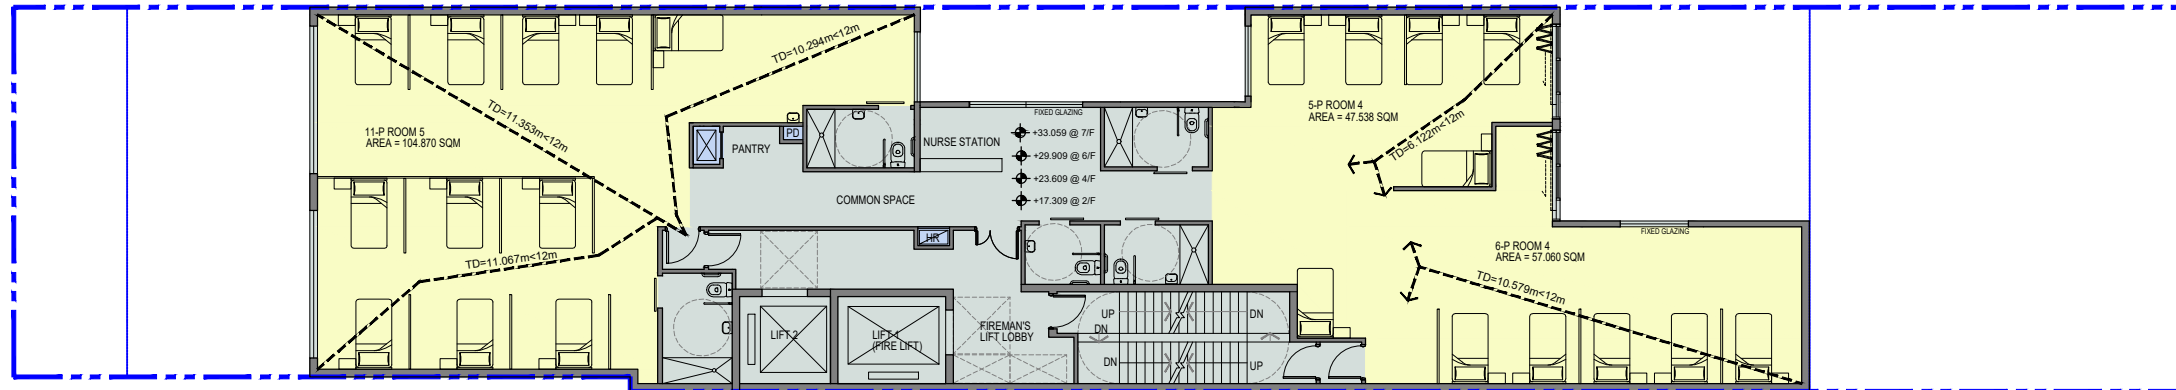 TD=10.294m<12m
TD=11.353m<12m
11-P ROOM 5
AREA = 104.870 SQM
TD=11.067m<12m
PANTRY
PD
NURSE STATION
FIXED GLAZING
+33.059 @ 7/F
+29.909 @ 6/F
+23.609 @ 4/F
+17.309 @ 2/F
COMMON SPACE
HR
LIFT 2
LIFT 1
(FIRE LIFT)
FIREMAN'S
LIFT LOBBY
UP
DN
DN
DN
UP
5-P ROOM 4
AREA = 47.538 SQM
TD=6.122m<12m
6-P ROOM 4
AREA = 57.060 SQM
FIXED GLAZING
TD=10.579m<12m